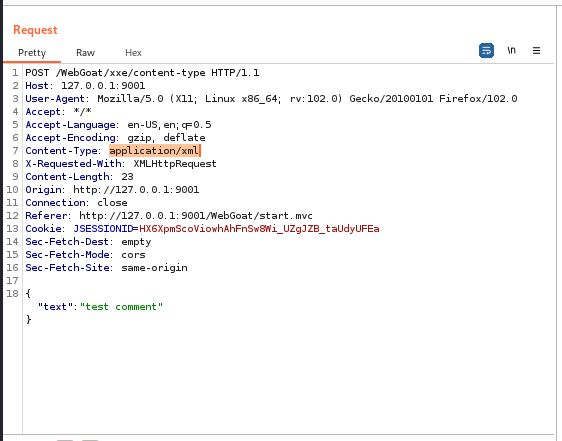 Request
Pretty Raw Hex \n
1 POST /WebGoat/xxe/content-type HTTP/1.1
2 Host: 127.0.0.1:9001
3 User-Agent: Mozilla/5.0 (X11; Linux x86_64; rv:102.0) Gecko/20100101 Firefox/102.0
4 Accept: */*
5 Accept-Language: en-US,en;q=0.5
6 Accept-Encoding: gzip, deflate
7 Content-Type: application/xml
8 X-Requested-With: XMLHttpRequest
9 Content-Length: 23
10 Origin: http://127.0.0.1:9001
11 Connection: close
12 Referer: http://127.0.0.1:9001/WebGoat/start.mvc
13 Cookie: JSESSIONID=HX6XpmScoViowhAhFnSw8Wi_UZgJZB_taUdyUFEa
14 Sec-Fetch-Dest: empty
15 Sec-Fetch-Mode: cors
16 Sec-Fetch-Site: same-origin
17
18 {
"text":"test comment"
}